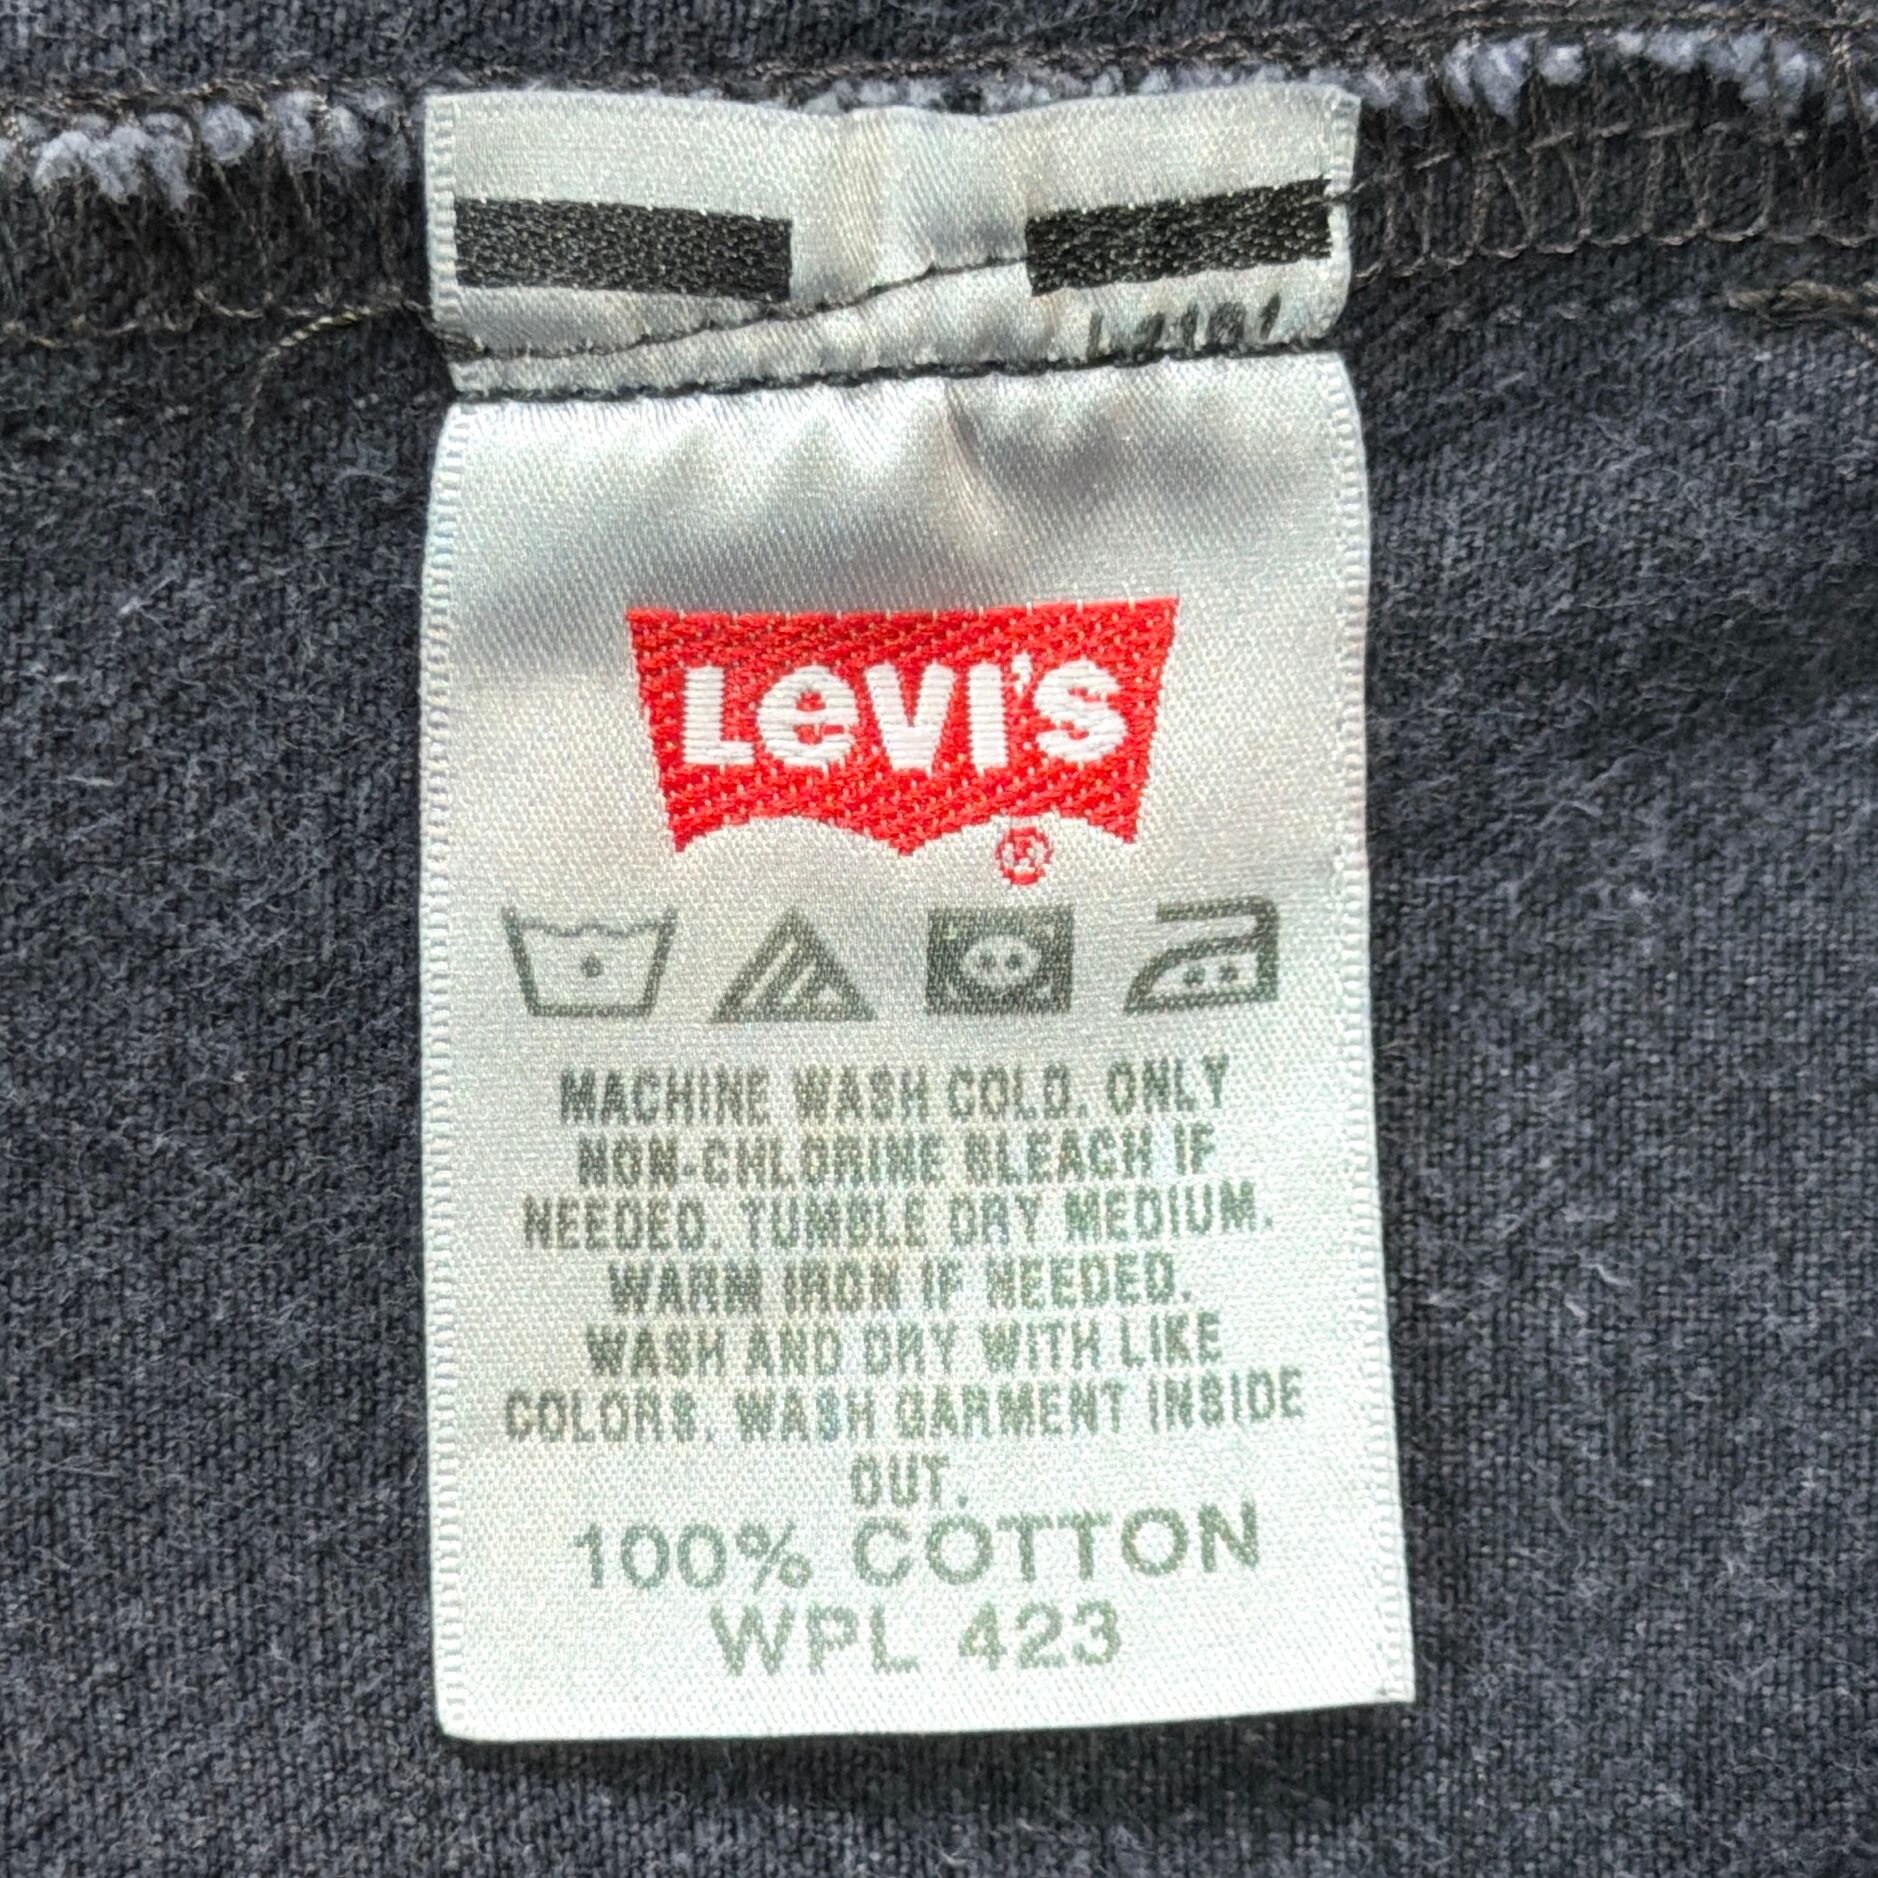 Levi's
®
MACHINE WASH COLD. ONLY
NON-CHLORINE BLEACH IF
NEEDED. TUMBLE DRY MEDIUM.
WARM IRON IF NEEDED.
WASH AND DRY WITH LIKE
COLORS. WASH GARMENT INSIDE
OUT.
100% COTTON
WPL 423